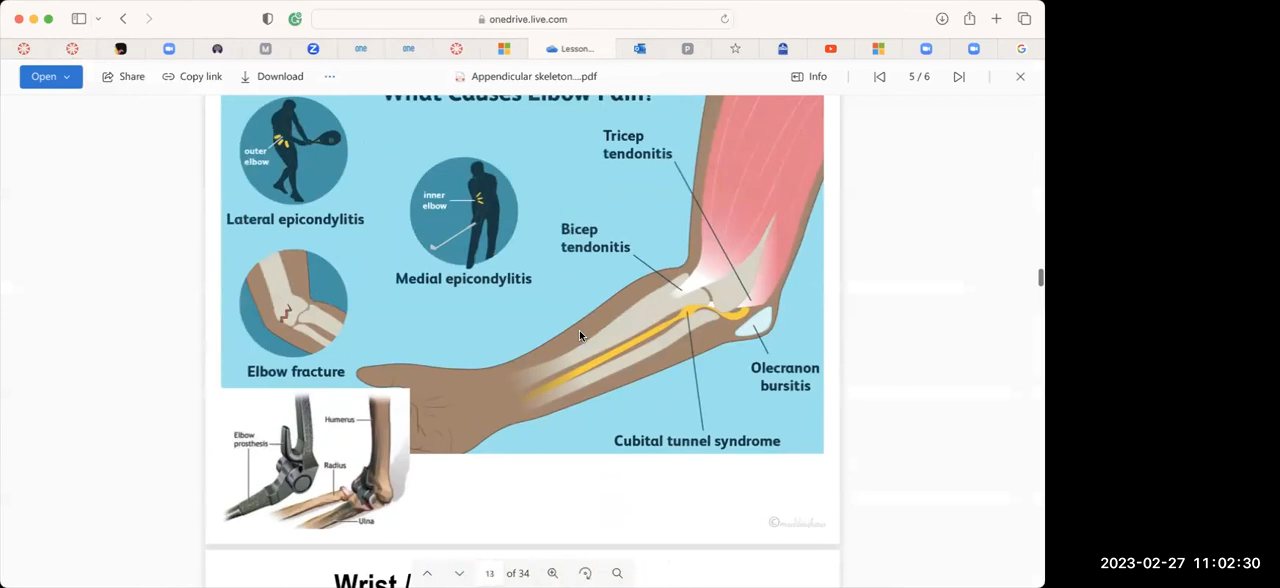 onedrive.live.com
Lesson...
Open
Share
Copy link
Download
Appendicular skeleton....pdf
Info
5 / 6
What Causes Elbow Pain?
outer
elbow
Lateral epicondylitis
inner
elbow
Medial epicondylitis
Elbow fracture
Tricep
tendonitis
Bicep
tendonitis
Olecranon
bursitis
Cubital tunnel syndrome
Elbow
prosthesis
Humerus
Radius
Ulna
Wrist /
13 of 34
2023-02-27 11:02:30